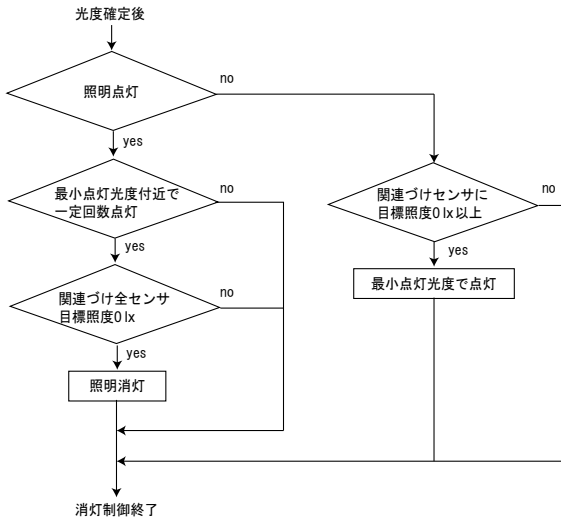 光度確定後
照明点灯
no
yes
最小点灯光度付近で
一定回数点灯
no
yes
関連づけ全センサ
目標照度0 lx
no
yes
照明消灯
関連づけセンサに
目標照度0 lx以上
no
yes
最小点灯光度で点灯
消灯制御終了